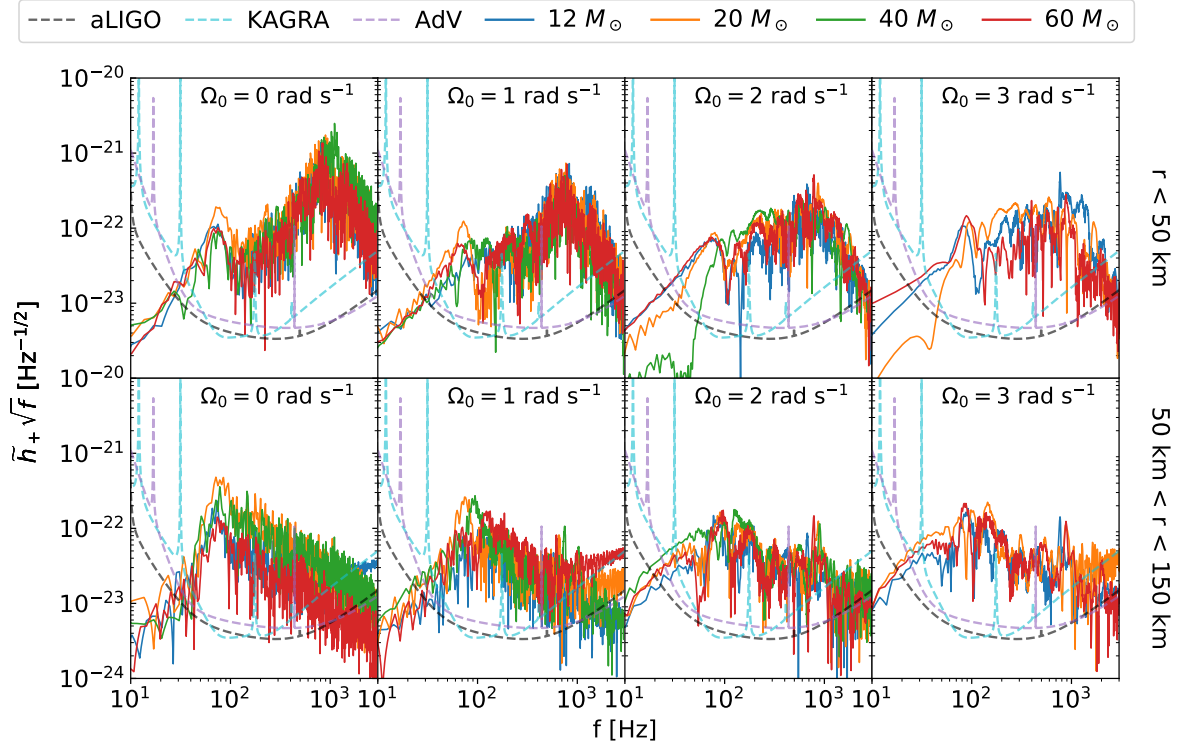 aLIGO KAGRA AdV 12 M⊙ 20 M⊙ 40 M⊙ 60 M⊙
10⁻²⁰
Ω₀ = 0 rad s⁻¹ Ω₀ = 1 rad s⁻¹ Ω₀ = 2 rad s⁻¹ Ω₀ = 3 rad s⁻¹
10⁻²¹
10⁻²²
10⁻²³
r < 50 km
10⁻²⁰
Ω₀ = 0 rad s⁻¹ Ω₀ = 1 rad s⁻¹ Ω₀ = 2 rad s⁻¹ Ω₀ = 3 rad s⁻¹
10⁻²¹
10⁻²²
10⁻²³
10⁻²⁴
50 km < r < 150 km
h̃₊ √f [Hz⁻¹ᐟ²]
10¹ 10² 10³ 10¹ 10² 10³ 10¹ 10² 10³ 10¹ 10² 10³
f [Hz]